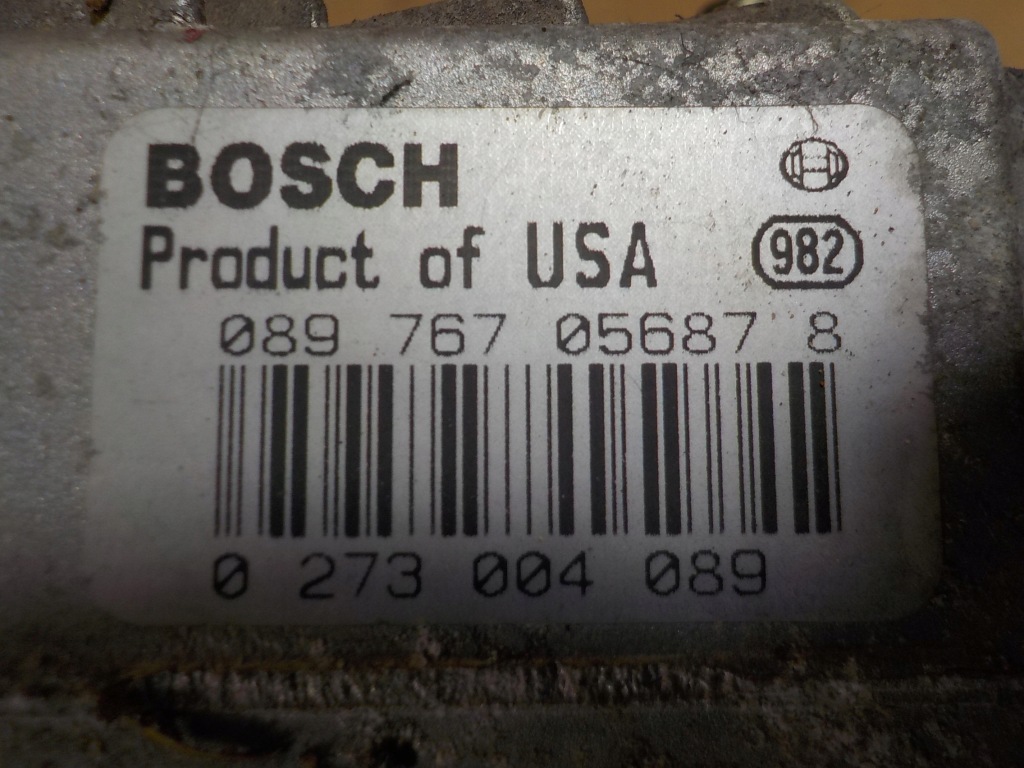 BOSCH
Product of USA 982
089 767 05687 8
0 273 004 089